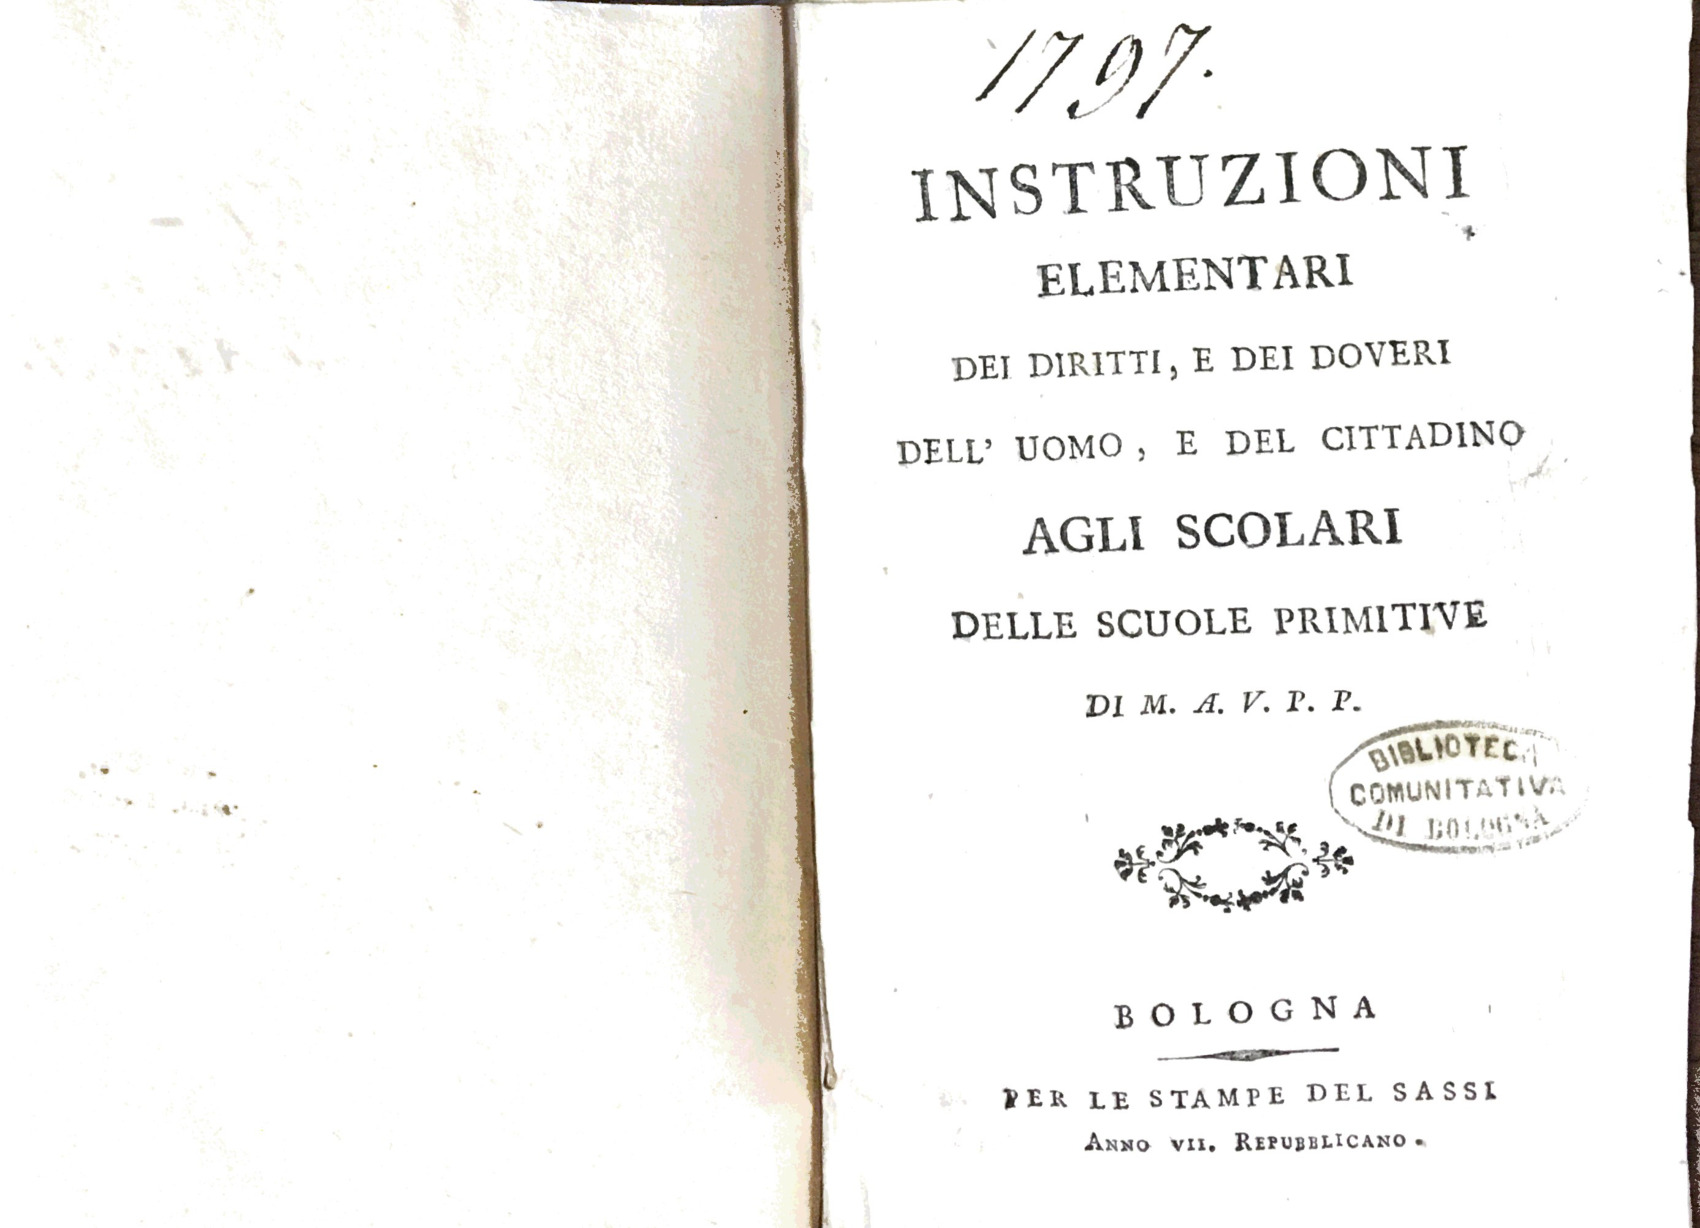 1797.
INSTRUZIONI
ELEMENTARI
DEI DIRITTI, E DEI DOVERI
DELL' UOMO, E DEL CITTADINO
AGLI SCOLARI
DELLE SCUOLE PRIMITIVE
DI M. A. V. P. P.
BIBLIOTECA
COMUNITATIVA
DI BOLOGNA
BOLOGNA
PER LE STAMPE DEL SASSI
ANNO VII. REPUBBLICANO.